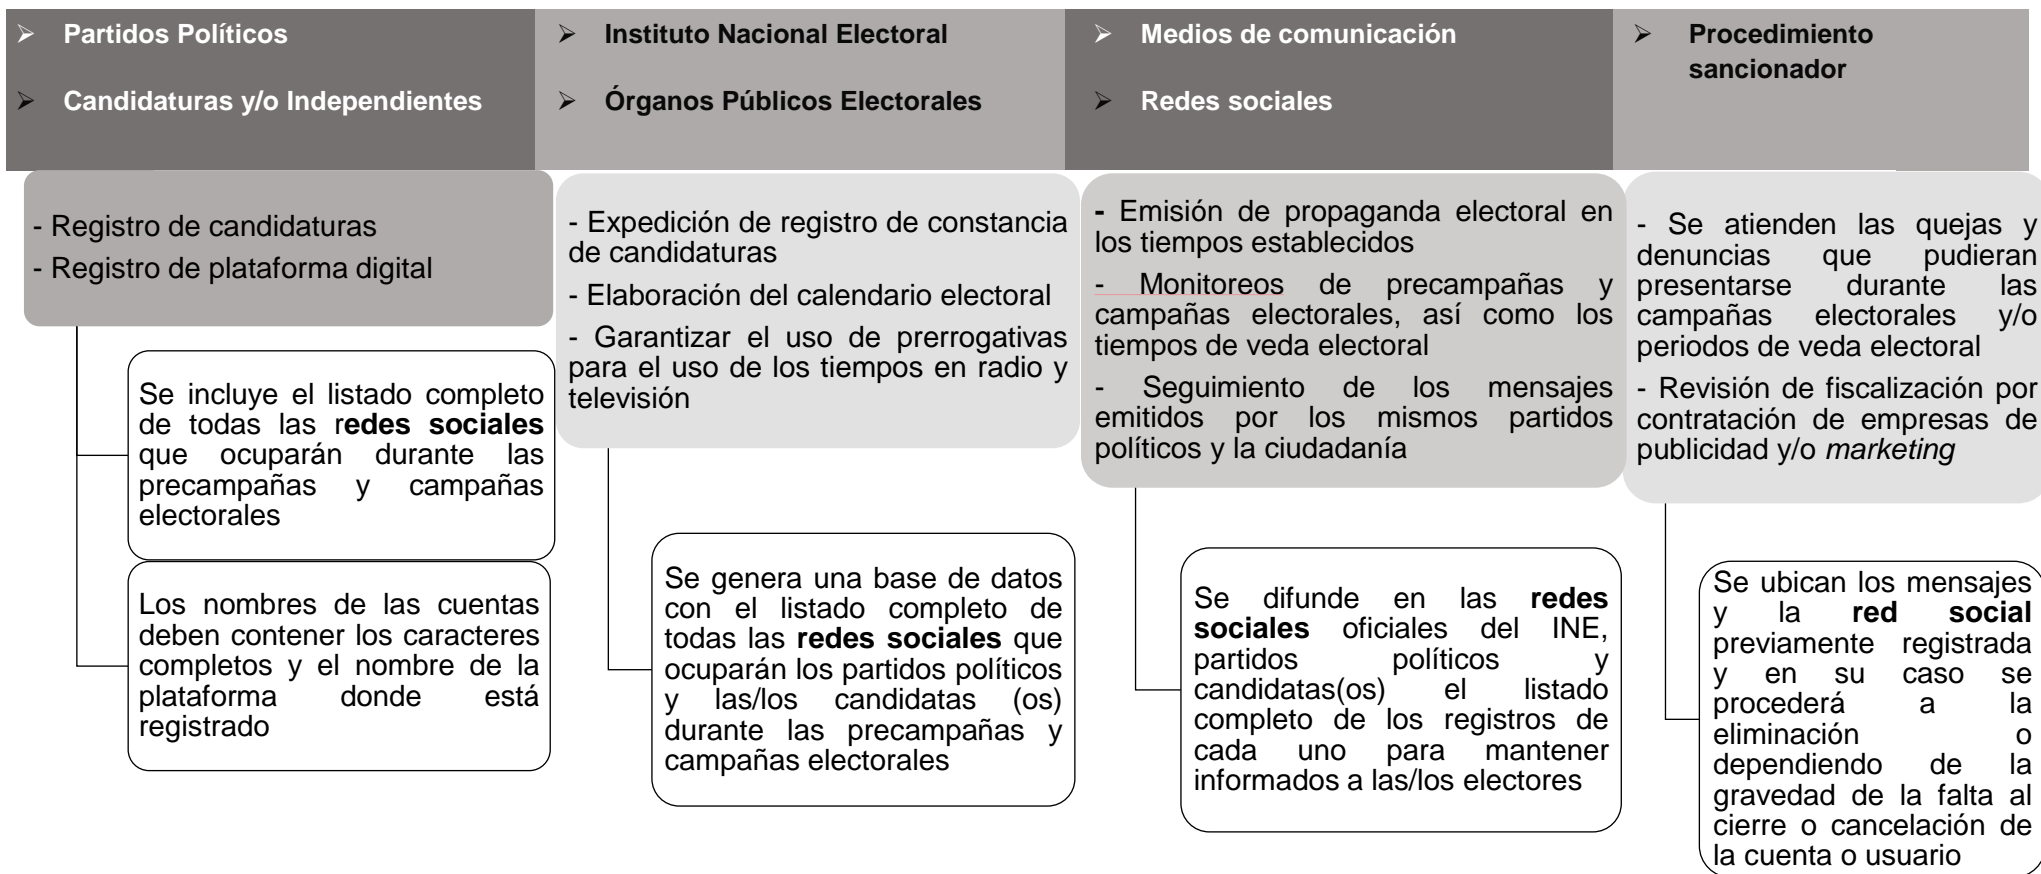 Partidos Políticos
Candidaturas y/o Independientes
- Registro de candidaturas
- Registro de plataforma digital
Se incluye el listado completo
de todas las redes sociales
que ocuparán durante las
precampañas y campañas
electorales
Los nombres de las cuentas
deben contener los caracteres
completos y el nombre de la
plataforma donde está
registrado
Instituto Nacional Electoral
Órganos Públicos Electorales
- Expedición de registro de constancia
de candidaturas
- Elaboración del calendario electoral
- Garantizar el uso de prerrogativas
para el uso de los tiempos en radio y
televisión
Se genera una base de datos
con el listado completo de
todas las redes sociales que
ocuparán los partidos políticos
y las/los candidatas (os)
durante las precampañas y
campañas electorales
Medios de comunicación
Redes sociales
- Emisión de propaganda electoral en
los tiempos establecidos
- Monitoreos de precampañas y
campañas electorales, así como los
tiempos de veda electoral
- Seguimiento de los mensajes
emitidos por los mismos partidos
políticos y la ciudadanía
Se difunde en las redes
sociales oficiales del INE,
partidos políticos y
candidatas(os) el listado
completo de los registros de
cada uno para mantener
informados a las/los electores
Procedimiento
sancionador
- Se atienden las quejas y
denuncias que pudieran
presentarse durante las
campañas electorales y/o
periodos de veda electoral
- Revisión de fiscalización por
contratación de empresas de
publicidad y/o marketing
Se ubican los mensajes
y la red social
previamente registrada
y en su caso se
procederá a la
eliminación o
dependiendo de la
gravedad de la falta al
cierre o cancelación de
la cuenta o usuario